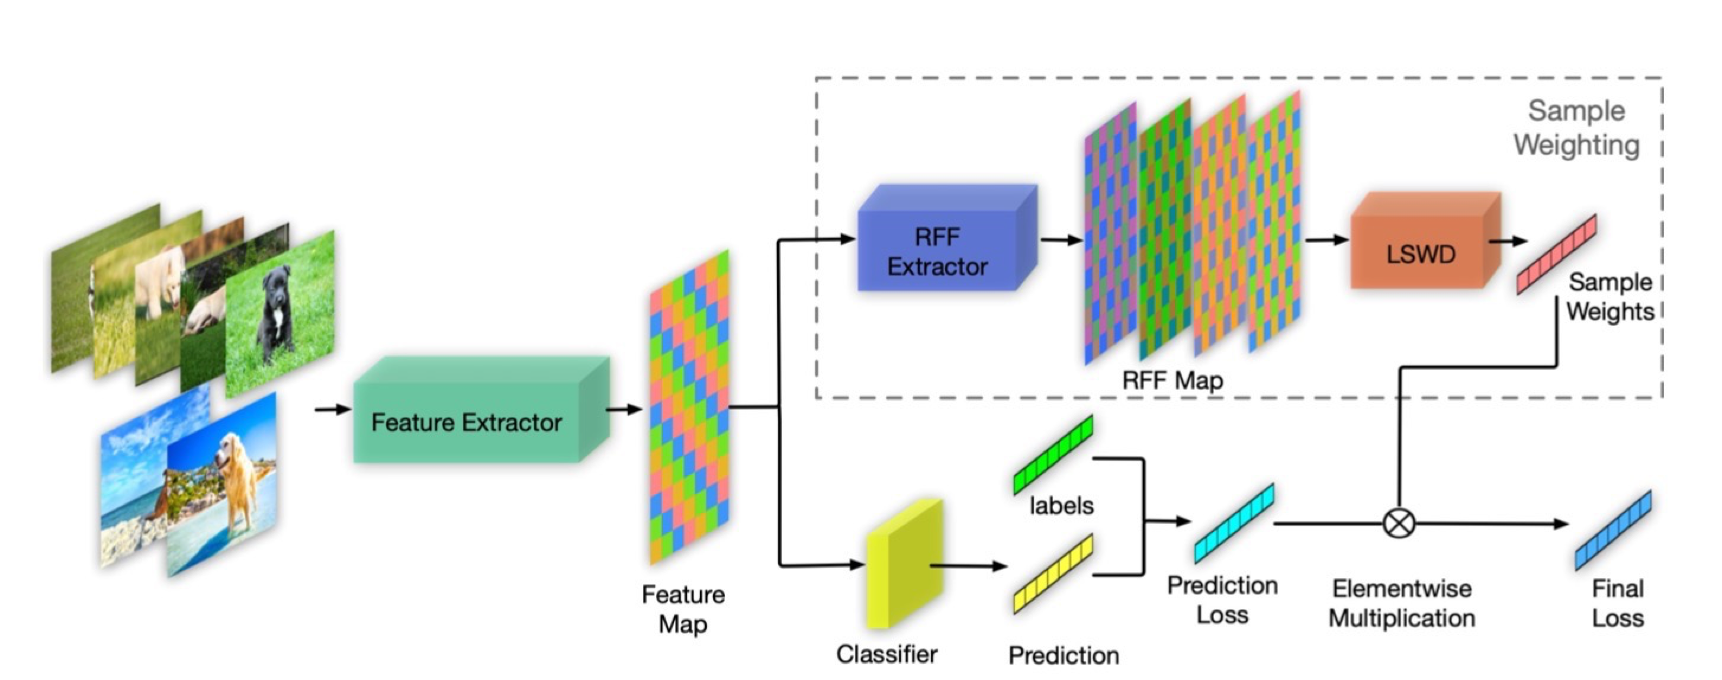 Sample
Weighting
RFF
Extractor
LSWD
Sample
Weights
RFF Map
Feature Extractor
labels
Feature
Map
Classifier
Prediction
Prediction
Loss
Elementwise
Multiplication
Final
Loss